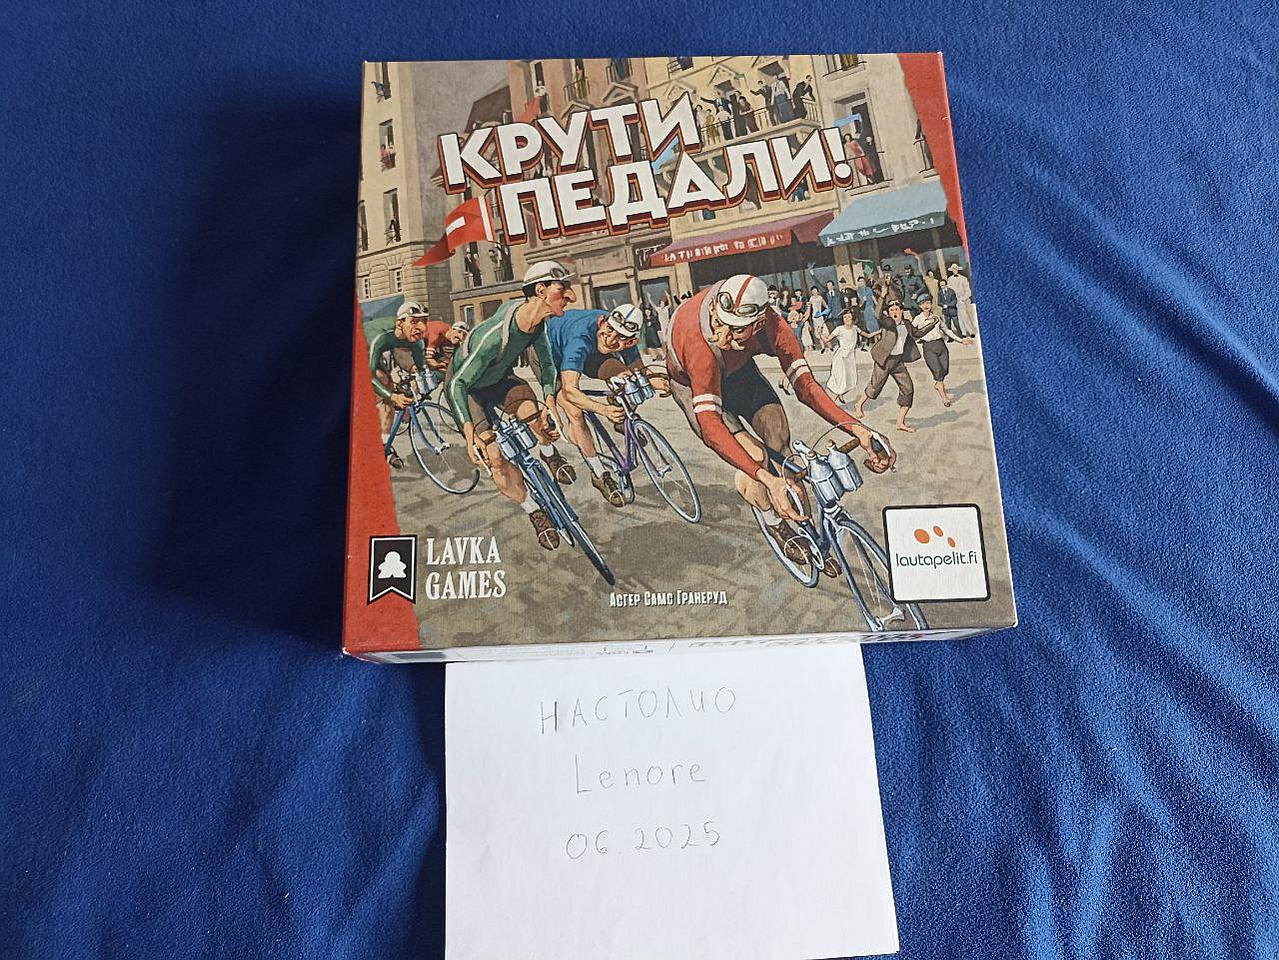 КРУТИ
ПЕДАЛИ!
LAVKA
GAMES
Асгер Самс Гранеруд
lautapelit.fi
НАСТОЛИО
Lenore
06.2025